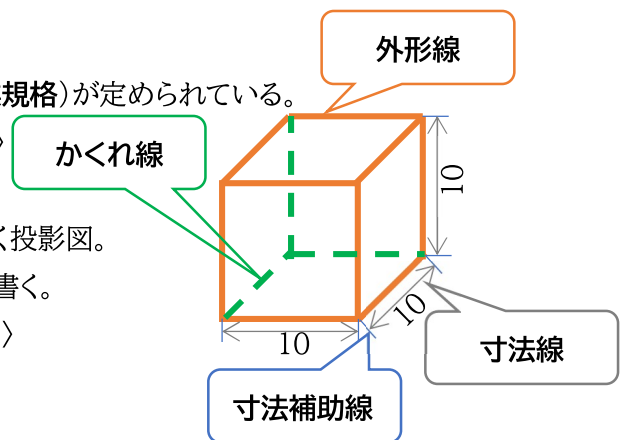 外形線
規格)が定められている。
〉
かくれ線
10
く投影図。
書く。
10
10
〉
寸法線
寸法補助線